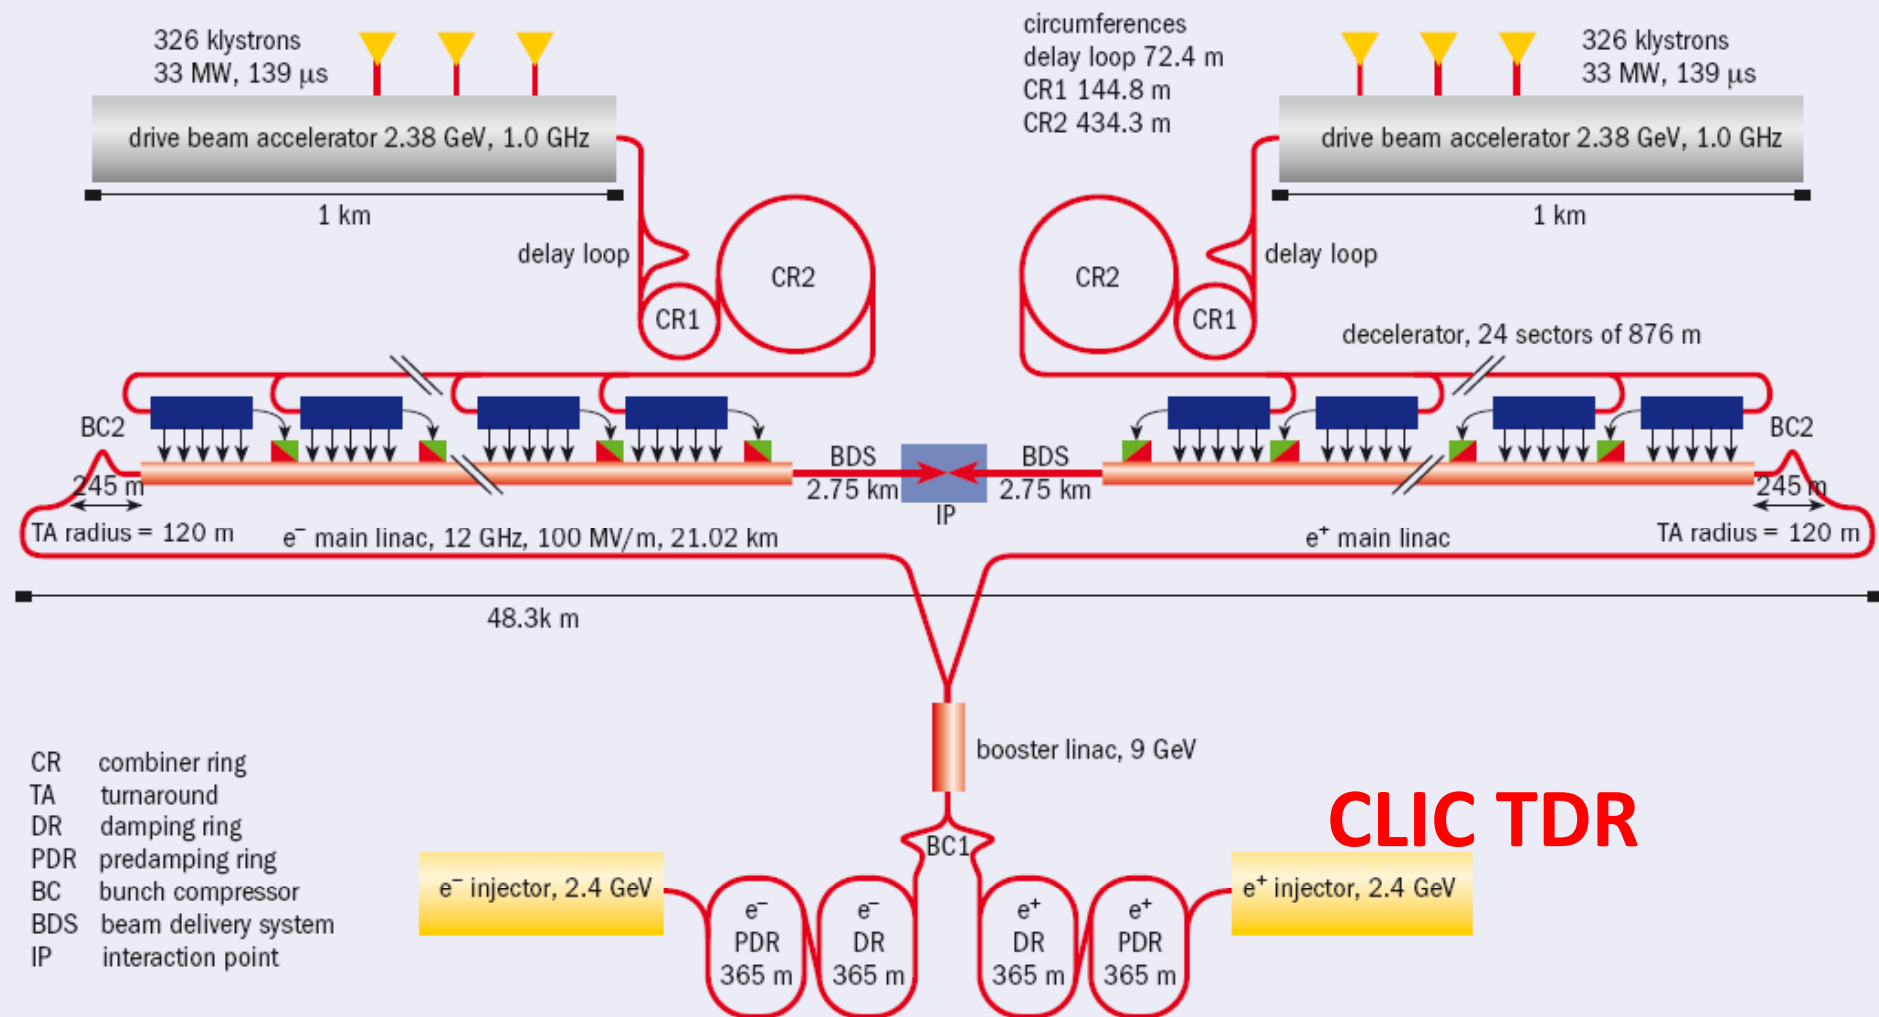 326 klystrons
33 MW, 139 μs
drive beam accelerator 2.38 GeV, 1.0 GHz
1 km
circumferences
delay loop 72.4 m
CR1 144.8 m
CR2 434.3 m
326 klystrons
33 MW, 139 μs
drive beam accelerator 2.38 GeV, 1.0 GHz
1 km
delay loop
CR1
CR2
CR2
CR1
delay loop
decelerator, 24 sectors of 876 m
BC2
245 m
TA radius = 120 m
BDS
2.75 km
IP
BDS
2.75 km
BC2
245 m
TA radius = 120 m
e⁻ main linac, 12 GHz, 100 MV/m, 21.02 km
e⁺ main linac
48.3k m
booster linac, 9 GeV
CLIC TDR
BC1
e⁻ injector, 2.4 GeV
e⁻
PDR
365 m
e⁻
DR
365 m
e⁺
DR
365 m
e⁺
PDR
365 m
e⁺ injector, 2.4 GeV
CR combiner ring
TA turnaround
DR damping ring
PDR predamping ring
BC bunch compressor
BDS beam delivery system
IP interaction point